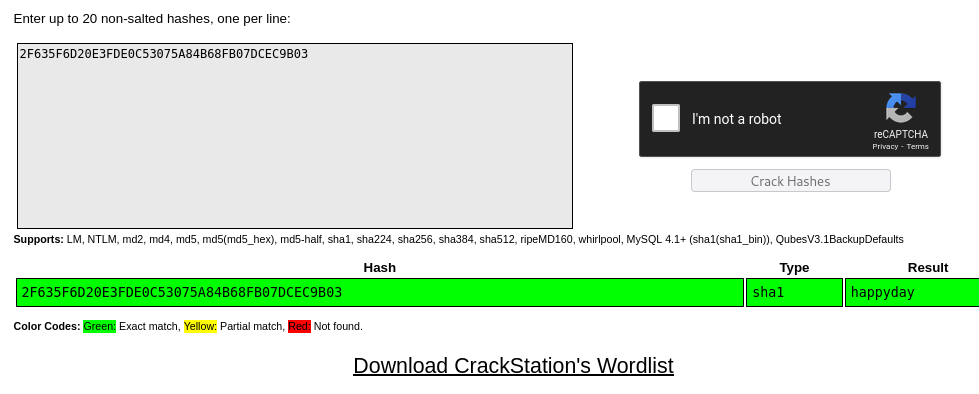 Enter up to 20 non-salted hashes, one per line:
2F635F6D20E3FDE0C53075A84B68FB07DCEC9B03
I'm not a robot
reCAPTCHA
Privacy - Terms
Crack Hashes
Supports: LM, NTLM, md2, md4, md5, md5(md5_hex), md5-half, sha1, sha224, sha256, sha384, sha512, ripeMD160, whirlpool, MySQL 4.1+ (sha1(sha1_bin)), QubesV3.1BackupDefaults
Hash Type Result
2F635F6D20E3FDE0C53075A84B68FB07DCEC9B03 sha1 happyday
Color Codes: Green: Exact match, Yellow: Partial match, Red: Not found.
Download CrackStation's Wordlist